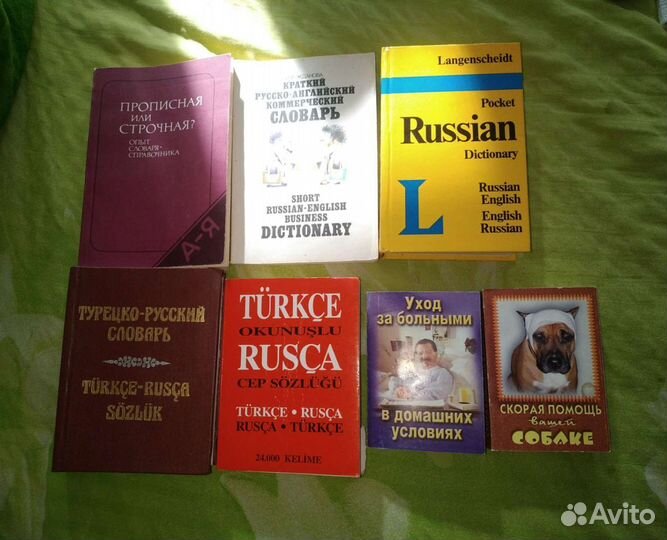 ПРОПИСНАЯ
ИЛИ
СТРОЧНАЯ?
ОПЫТ
СЛОВАРЯ-
СПРАВОЧНИКА
Я-А
КРАТКИЙ
РУССКО-АНГЛИЙСКИЙ
КОММЕРЧЕСКИЙ
СЛОВАРЬ
SHORT
RUSSIAN-ENGLISH
BUSINESS
DICTIONARY
Langenscheidt
Pocket
Russian
Dictionary
L
Russian
English
English
Russian
ТУРЕЦКО-РУССКИЙ
СЛОВАРЬ
TÜRKÇE-RUSÇA
SÖZLÜK
TÜRKÇE
OKUNUŞLU
RUSÇA
CEP SÖZLÜĞÜ
TÜRKÇE • RUSÇA
RUSÇA • TÜRKÇE
24.000 KELİME
Уход
за больными
в домашних
условиях
СКОРАЯ ПОМОЩЬ
вашей
СОБАКЕ
Avito